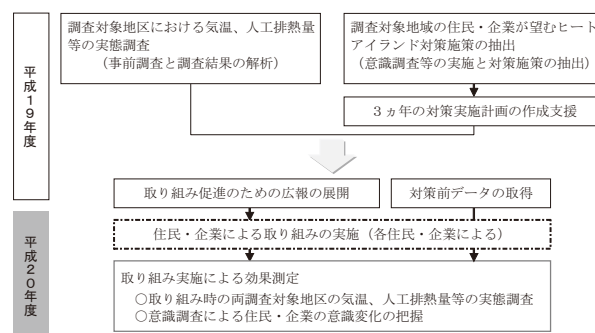 平成19年度
調査対象地区における気温、人工排熱量
等の実態調査
（事前調査と調査結果の解析）
調査対象地域の住民・企業が望むヒート
アイランド対策施策の抽出
（意識調査等の実施と対策施策の抽出）
３ヵ年の対策実施計画の作成支援
平成20年度
取り組み促進のための広報の展開
対策前データの取得
住民・企業による取り組みの実施（各住民・企業による）
取り組み実施による効果測定
○取り組み時の両調査対象地区の気温、人工排熱量等の実態調査
○意識調査による住民・企業の意識変化の把握